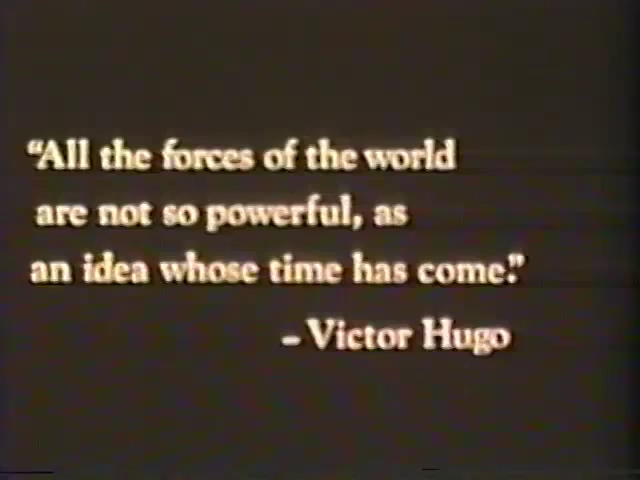 “All the forces of the world
are not so powerful, as
an idea whose time has come.”
– Victor Hugo